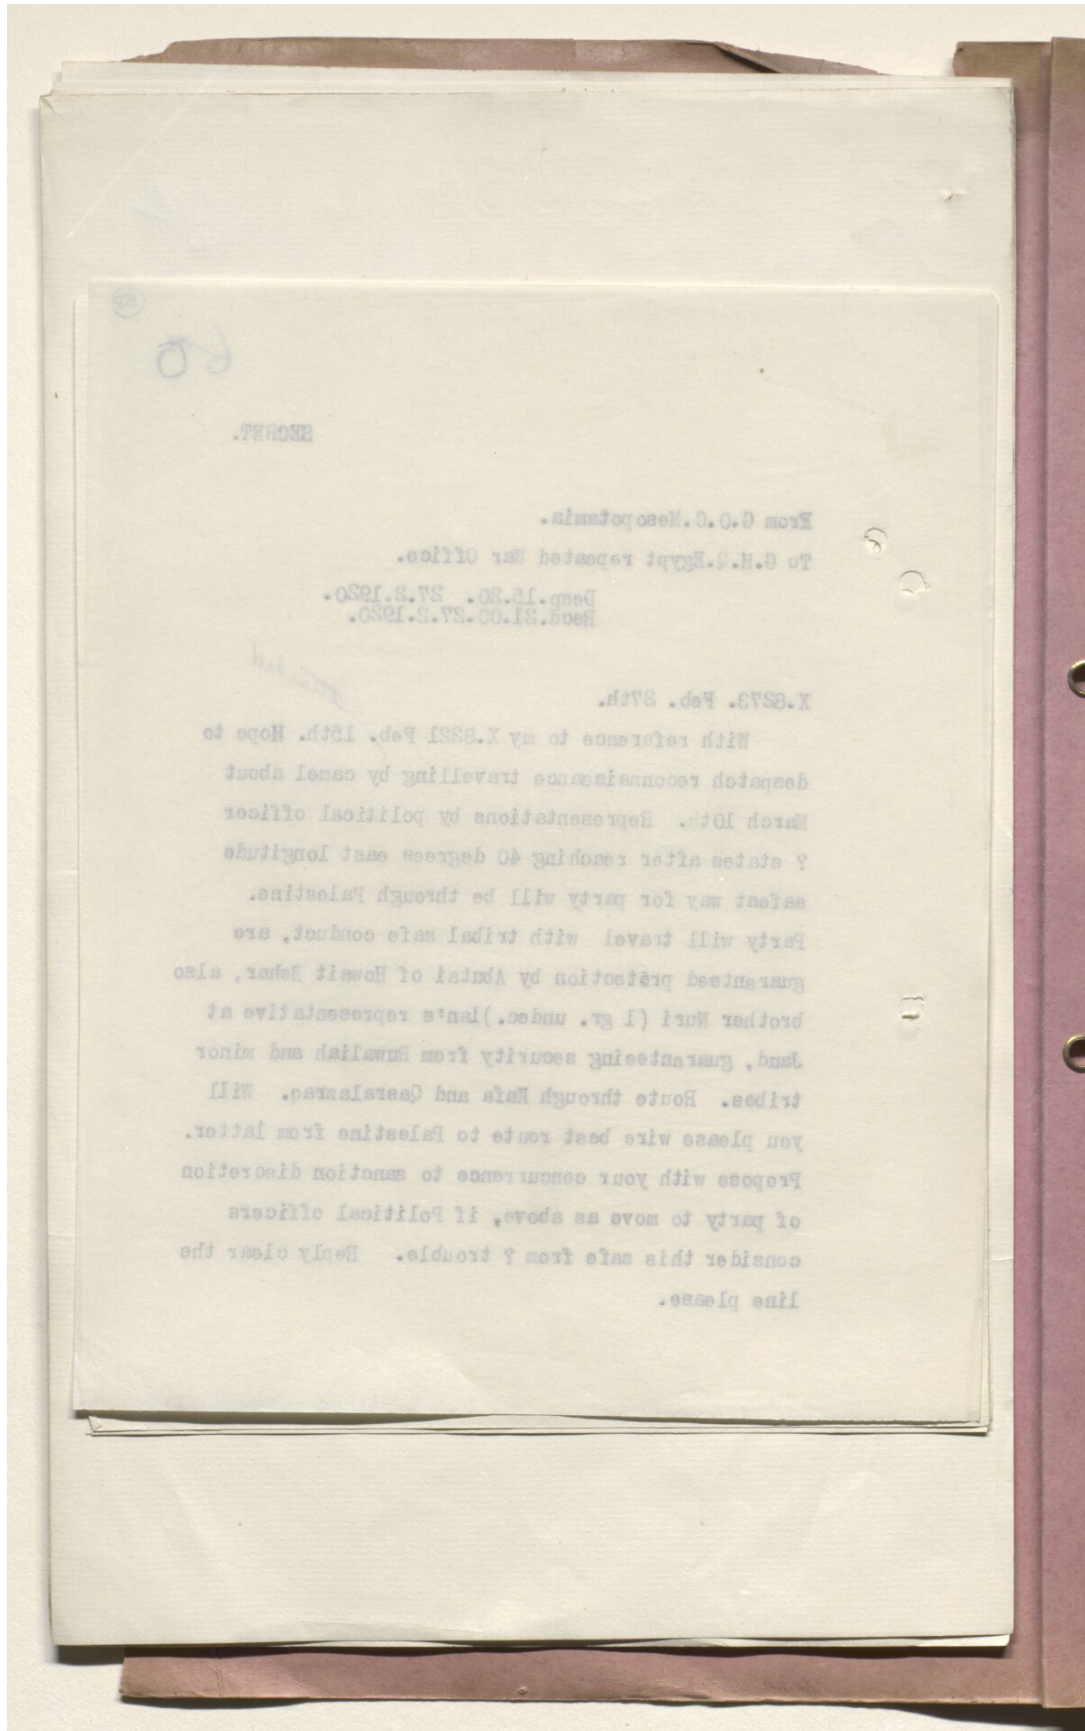 60
SECRET.
From G.O.C.Mesopotamia.
To G.H.Q.Egypt repeated War Office.
Desp.15.20. 27.2.1920.
Recd.21.00.27.2.1920.
X.8273. Feb. 27th.
With reference to my X.8221 Feb. 15th. Hope to
despatch reconnaissance travelling by camel about
March 10th. Representations by political officer
? states after reaching 40 degrees east longitude
safest way for party will be through Palestine.
Party will travel with tribal safe conduct, are
guaranteed protection by Abutai of Howeit Sehar, also
brother Nuri (1 gr. undec.)lan's representative at
Jaud, guaranteeing security from Ruwaliah and minor
tribes. Route through Kafa and Qasralazraq. Will
you please wire best route to Palestine from latter.
Propose with your concurrence to sanction discretion
of party to move as above, if Political officers
consider this safe from ? trouble. Reply clear the
line please.